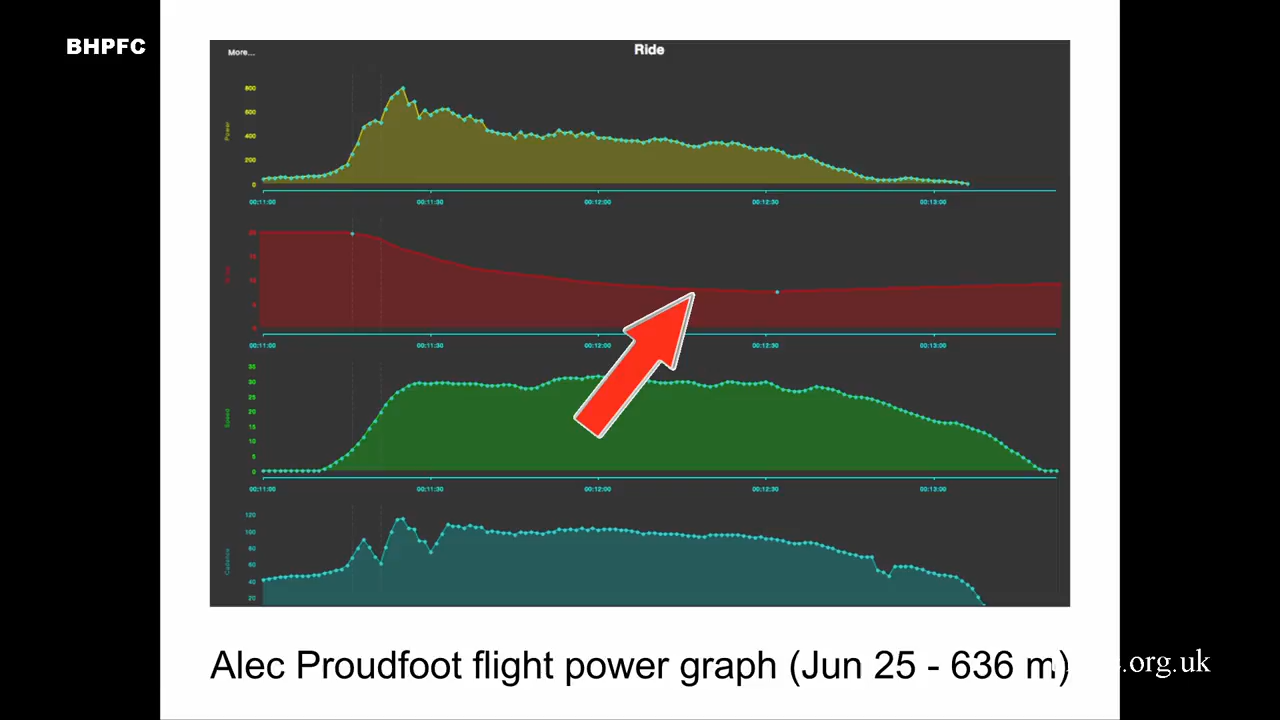 BHPFC
More...
Ride
Power
800
600
400
200
0
00:11:00 00:11:30 00:12:00 00:12:30 00:13:00
20
15
10
5
0
00:11:00 00:11:30 00:12:00 00:12:30 00:13:00
Speed
35
30
25
20
15
10
5
0
00:11:00 00:11:30 00:12:00 00:12:30 00:13:00
Cadence
120
100
80
60
40
20
Alec Proudfoot flight power graph (Jun 25 - 636 m)
.org.uk